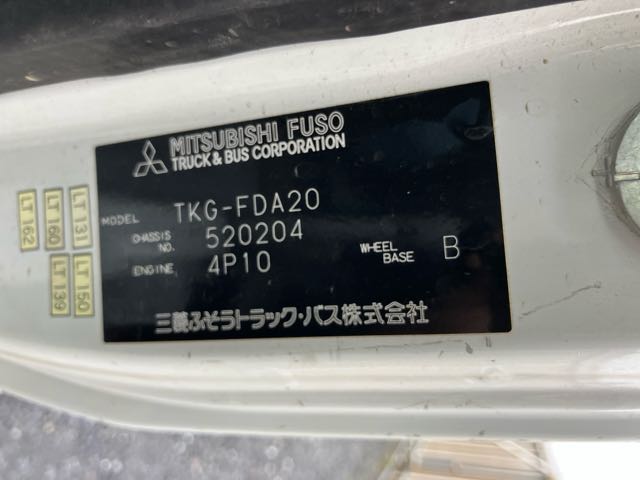 MITSUBISHI FUSO
TRUCK & BUS CORPORATION
MODEL TKG-FDA20
CHASSIS NO. 520204
ENGINE 4P10
WHEEL BASE B
三菱ふそうトラック・バス株式会社
LT 162
LT 160
LT 131
LT 139
LT 150